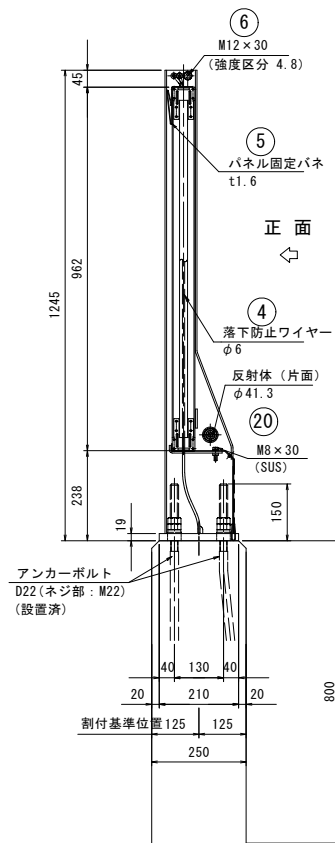 ⑥
M12×30
(強度区分 4.8)
45
⑤
パネル固定バネ
t1.6
正 面
962
1245
④
落下防止ワイヤー
φ6
反射体 (片面)
φ41.3
⑳
M8×30
(SUS)
238
19
150
アンカーボルト
D22(ネジ部：M22)
(設置済)
40 130 40
20 210 20
割付基準位置 125 125
250
800